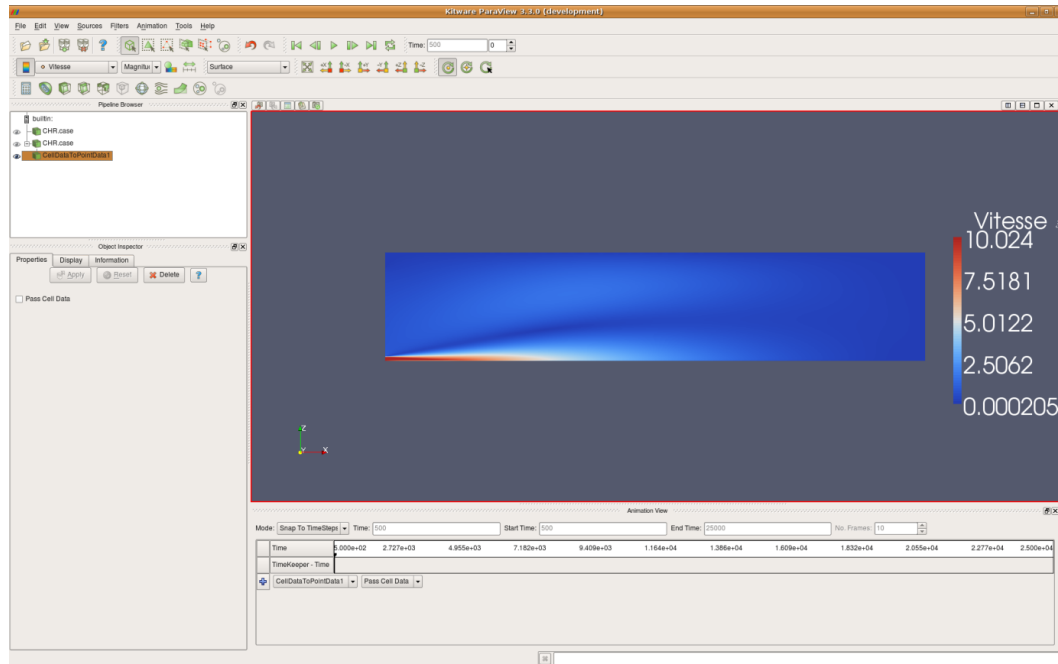 Kitware ParaView 3.3.0 (development)
File Edit View Sources Filters Animation Tools Help
? Time: 500 0
Vitesse Magnitu Surface +X -X +Y -Y +Z -Z
Pipeline Browser
builtin:
CHR.case
CHR.case
CellDataToPointData1
Object Inspector
Properties Display Information
Apply Reset Delete ?
Pass Cell Data
Vitesse
10.024
7.5181
5.0122
2.5062
0.000205
Z
Y X
Animation View
Mode: Snap To TimeSteps Time: 500 Start Time: 500 End Time: 25000 No. Frames: 10
Time 5.000e+02 2.727e+03 4.955e+03 7.182e+03 9.409e+03 1.164e+04 1.386e+04 1.609e+04 1.832e+04 2.055e+04 2.277e+04 2.500e+04
TimeKeeper - Time
CellDataToPointData1 Pass Cell Data